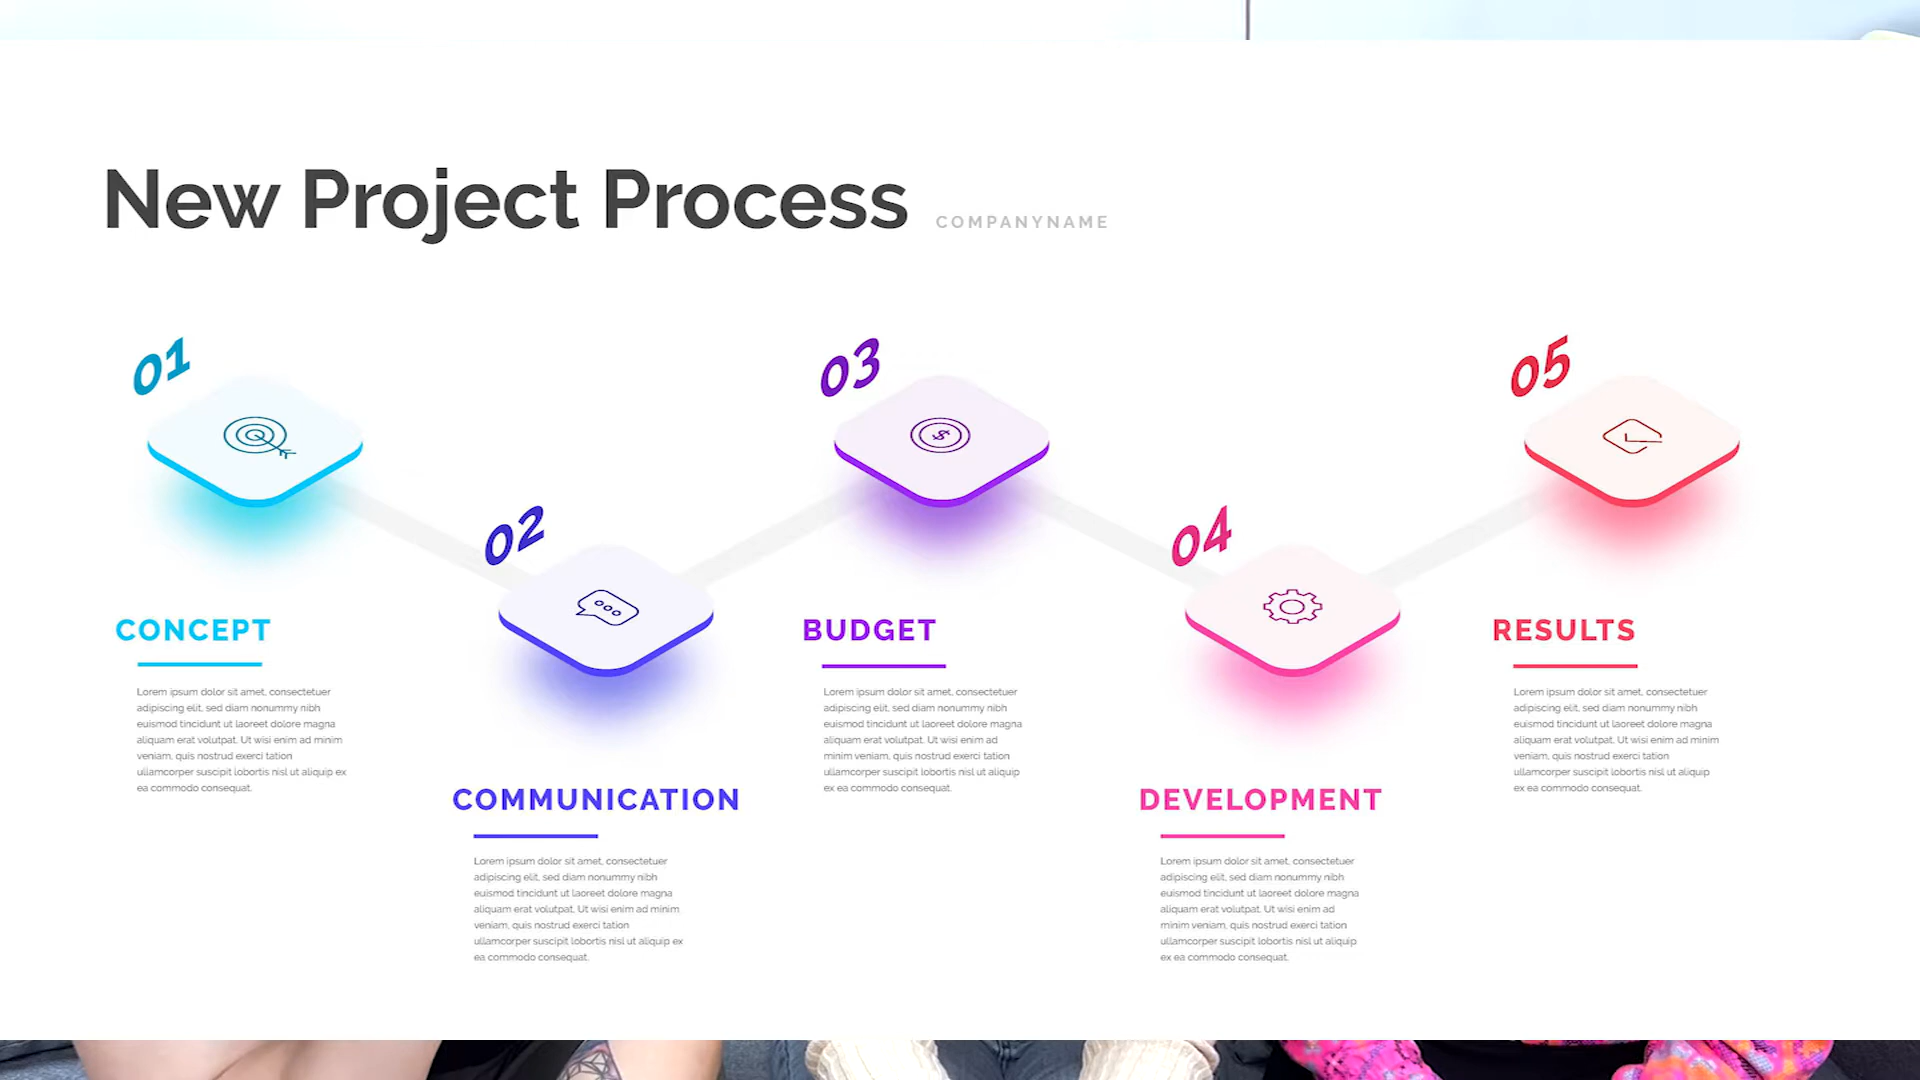 New Project Process COMPANYNAME
01
CONCEPT
Lorem ipsum dolor sit amet, consectetuer
adipiscing elit, sed diam nonummy nibh
euismod tincidunt ut laoreet dolore magna
aliquam erat volutpat. Ut wisi enim ad minim
veniam, quis nostrud exerci tation
ullamcorper suscipit lobortis nisl ut aliquip ex
ea commodo consequat.
02
COMMUNICATION
Lorem ipsum dolor sit amet, consectetuer
adipiscing elit, sed diam nonummy nibh
euismod tincidunt ut laoreet dolore magna
aliquam erat volutpat. Ut wisi enim ad minim
veniam, quis nostrud exerci tation
ullamcorper suscipit lobortis nisl ut aliquip ex
ea commodo consequat.
03
$
BUDGET
Lorem ipsum dolor sit amet, consectetuer
adipiscing elit, sed diam nonummy nibh
euismod tincidunt ut laoreet dolore magna
aliquam erat volutpat. Ut wisi enim ad
minim veniam, quis nostrud exerci tation
ullamcorper suscipit lobortis nisl ut aliquip
ex ea commodo consequat.
04
DEVELOPMENT
Lorem ipsum dolor sit amet, consectetuer
adipiscing elit, sed diam nonummy nibh
euismod tincidunt ut laoreet dolore magna
aliquam erat volutpat. Ut wisi enim ad
minim veniam, quis nostrud exerci tation
ullamcorper suscipit lobortis nisl ut aliquip
ex ea commodo consequat.
05
RESULTS
Lorem ipsum dolor sit amet, consectetuer
adipiscing elit, sed diam nonummy nibh
euismod tincidunt ut laoreet dolore magna
aliquam erat volutpat. Ut wisi enim ad minim
veniam, quis nostrud exerci tation
ullamcorper suscipit lobortis nisl ut aliquip
ex ea commodo consequat.